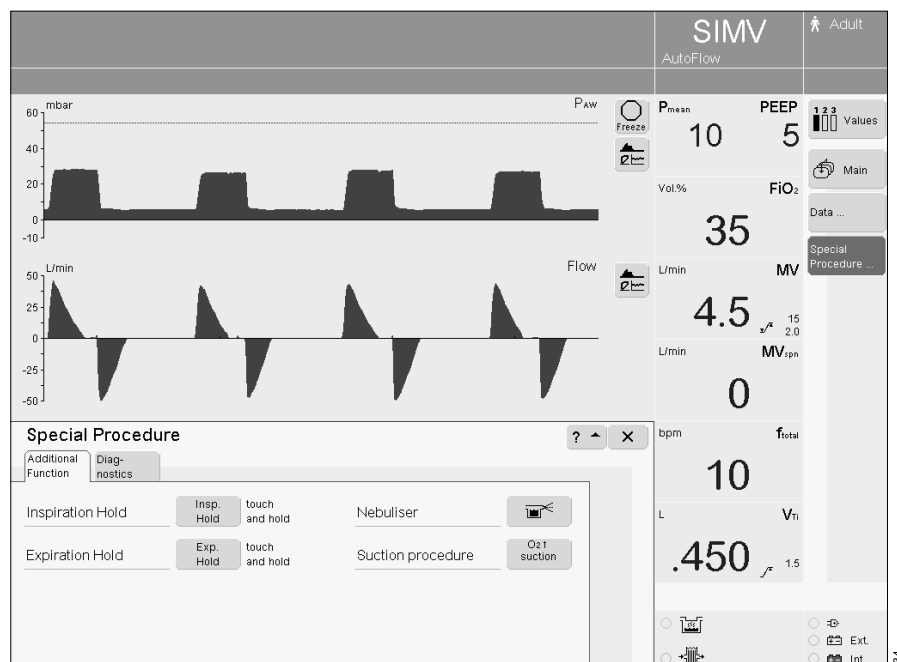 SIMV
AutoFlow
Adult
mbar
60
40
20
0
-10
PAW
Freeze
L/min
50
25
0
-25
-50
Flow
Pmean PEEP
10 5
Vol.% FiO2
35
L/min MV
4.5 15
2.0
L/min MVspn
0
bpm ftotal
10
L VTi
.450 1.5
1 2 3
Values
Main
Data ...
Special
Procedure ...
Special Procedure
? ×
Additional
Function
Diag-
nostics
Inspiration Hold
Insp.
Hold
touch
and hold
Nebuliser
Expiration Hold
Exp.
Hold
touch
and hold
Suction procedure
O2↑
suction
Ext.
Int.